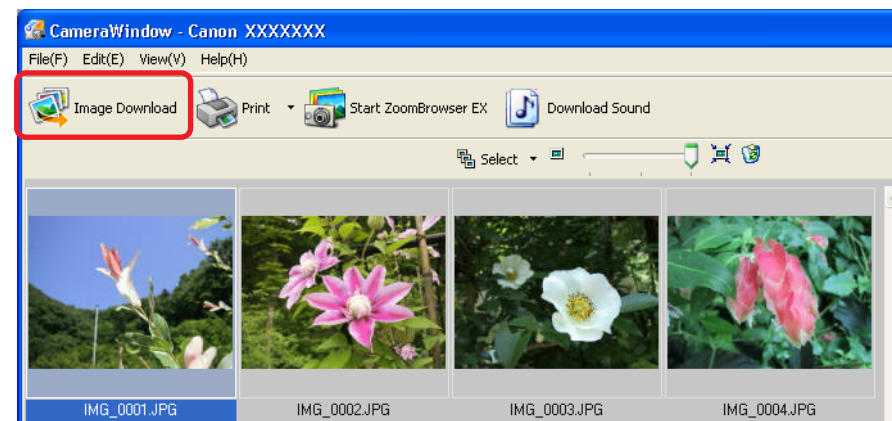 CameraWindow - Canon XXXXXXX
File(F) Edit(E) View(V) Help(H)
Image Download Print Start ZoomBrowser EX Download Sound
Select
IMG_0001.JPG IMG_0002.JPG IMG_0003.JPG IMG_0004.JPG